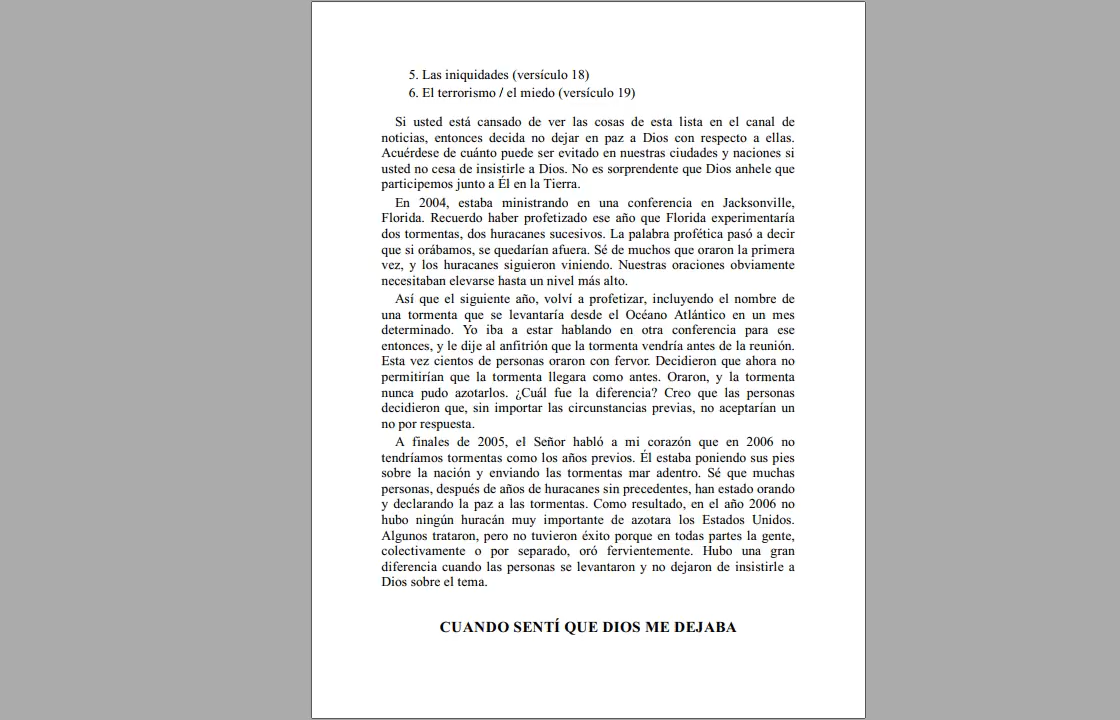 5. Las iniquidades (versículo 18)
6. El terrorismo / el miedo (versículo 19)
Si usted está cansado de ver las cosas de esta lista en el canal de
noticias, entonces decida no dejar en paz a Dios con respecto a ellas.
Acuérdese de cuánto puede ser evitado en nuestras ciudades y naciones si
usted no cesa de insistirle a Dios. No es sorprendente que Dios anhele que
participemos junto a Él en la Tierra.
En 2004, estaba ministrando en una conferencia en Jacksonville,
Florida. Recuerdo haber profetizado ese año que Florida experimentaría
dos tormentas, dos huracanes sucesivos. La palabra profética pasó a decir
que si orábamos, se quedarían afuera. Sé de muchos que oraron la primera
vez, y los huracanes siguieron viniendo. Nuestras oraciones obviamente
necesitaban elevarse hasta un nivel más alto.
Así que el siguiente año, volví a profetizar, incluyendo el nombre de
una tormenta que se levantaría desde el Océano Atlántico en un mes
determinado. Yo iba a estar hablando en otra conferencia para ese
entonces, y le dije al anfitrión que la tormenta vendría antes de la reunión.
Esta vez cientos de personas oraron con fervor. Decidieron que ahora no
permitirían que la tormenta llegara como antes. Oraron, y la tormenta
nunca pudo azotarlos. ¿Cuál fue la diferencia? Creo que las personas
decidieron que, sin importar las circunstancias previas, no aceptarían un
no por respuesta.
A finales de 2005, el Señor habló a mi corazón que en 2006 no
tendríamos tormentas como los años previos. Él estaba poniendo sus pies
sobre la nación y enviando las tormentas mar adentro. Sé que muchas
personas, después de años de huracanes sin precedentes, han estado orando
y declarando la paz a las tormentas. Como resultado, en el año 2006 no
hubo ningún huracán muy importante de azotara los Estados Unidos.
Algunos trataron, pero no tuvieron éxito porque en todas partes la gente,
colectivamente o por separado, oró fervientemente. Hubo una gran
diferencia cuando las personas se levantaron y no dejaron de insistirle a
Dios sobre el tema.
CUANDO SENTÍ QUE DIOS ME DEJABA